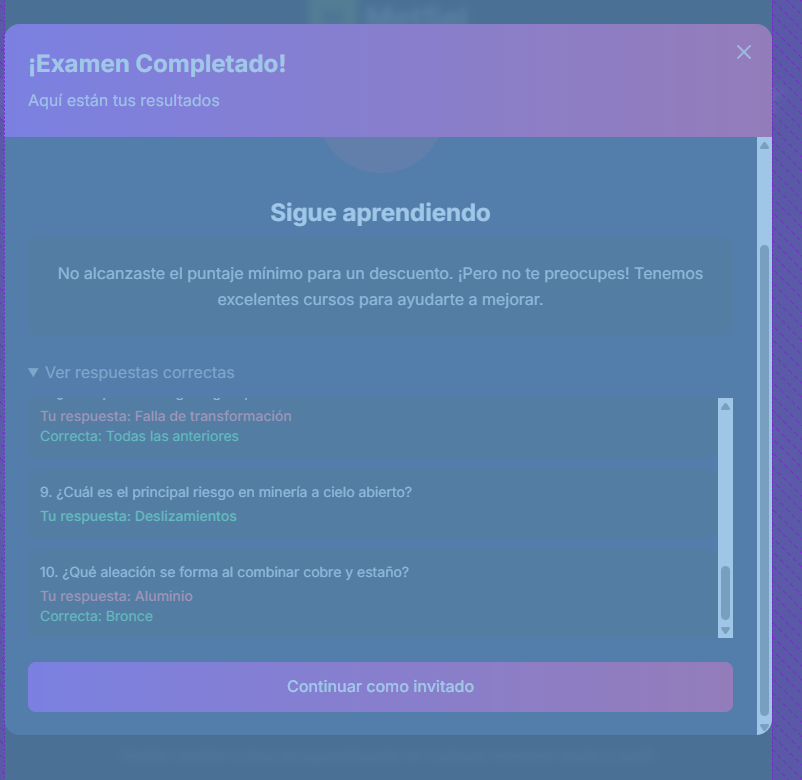 ¡Examen Completado!
Aquí están tus resultados
Sigue aprendiendo
No alcanzaste el puntaje mínimo para un descuento. ¡Pero no te preocupes! Tenemos
excelentes cursos para ayudarte a mejorar.
▼ Ver respuestas correctas
Tu respuesta: Falla de transformación
Correcta: Todas las anteriores
9. ¿Cuál es el principal riesgo en minería a cielo abierto?
Tu respuesta: Deslizamientos
10. ¿Qué aleación se forma al combinar cobre y estaño?
Tu respuesta: Aluminio
Correcta: Bronce
Continuar como invitado